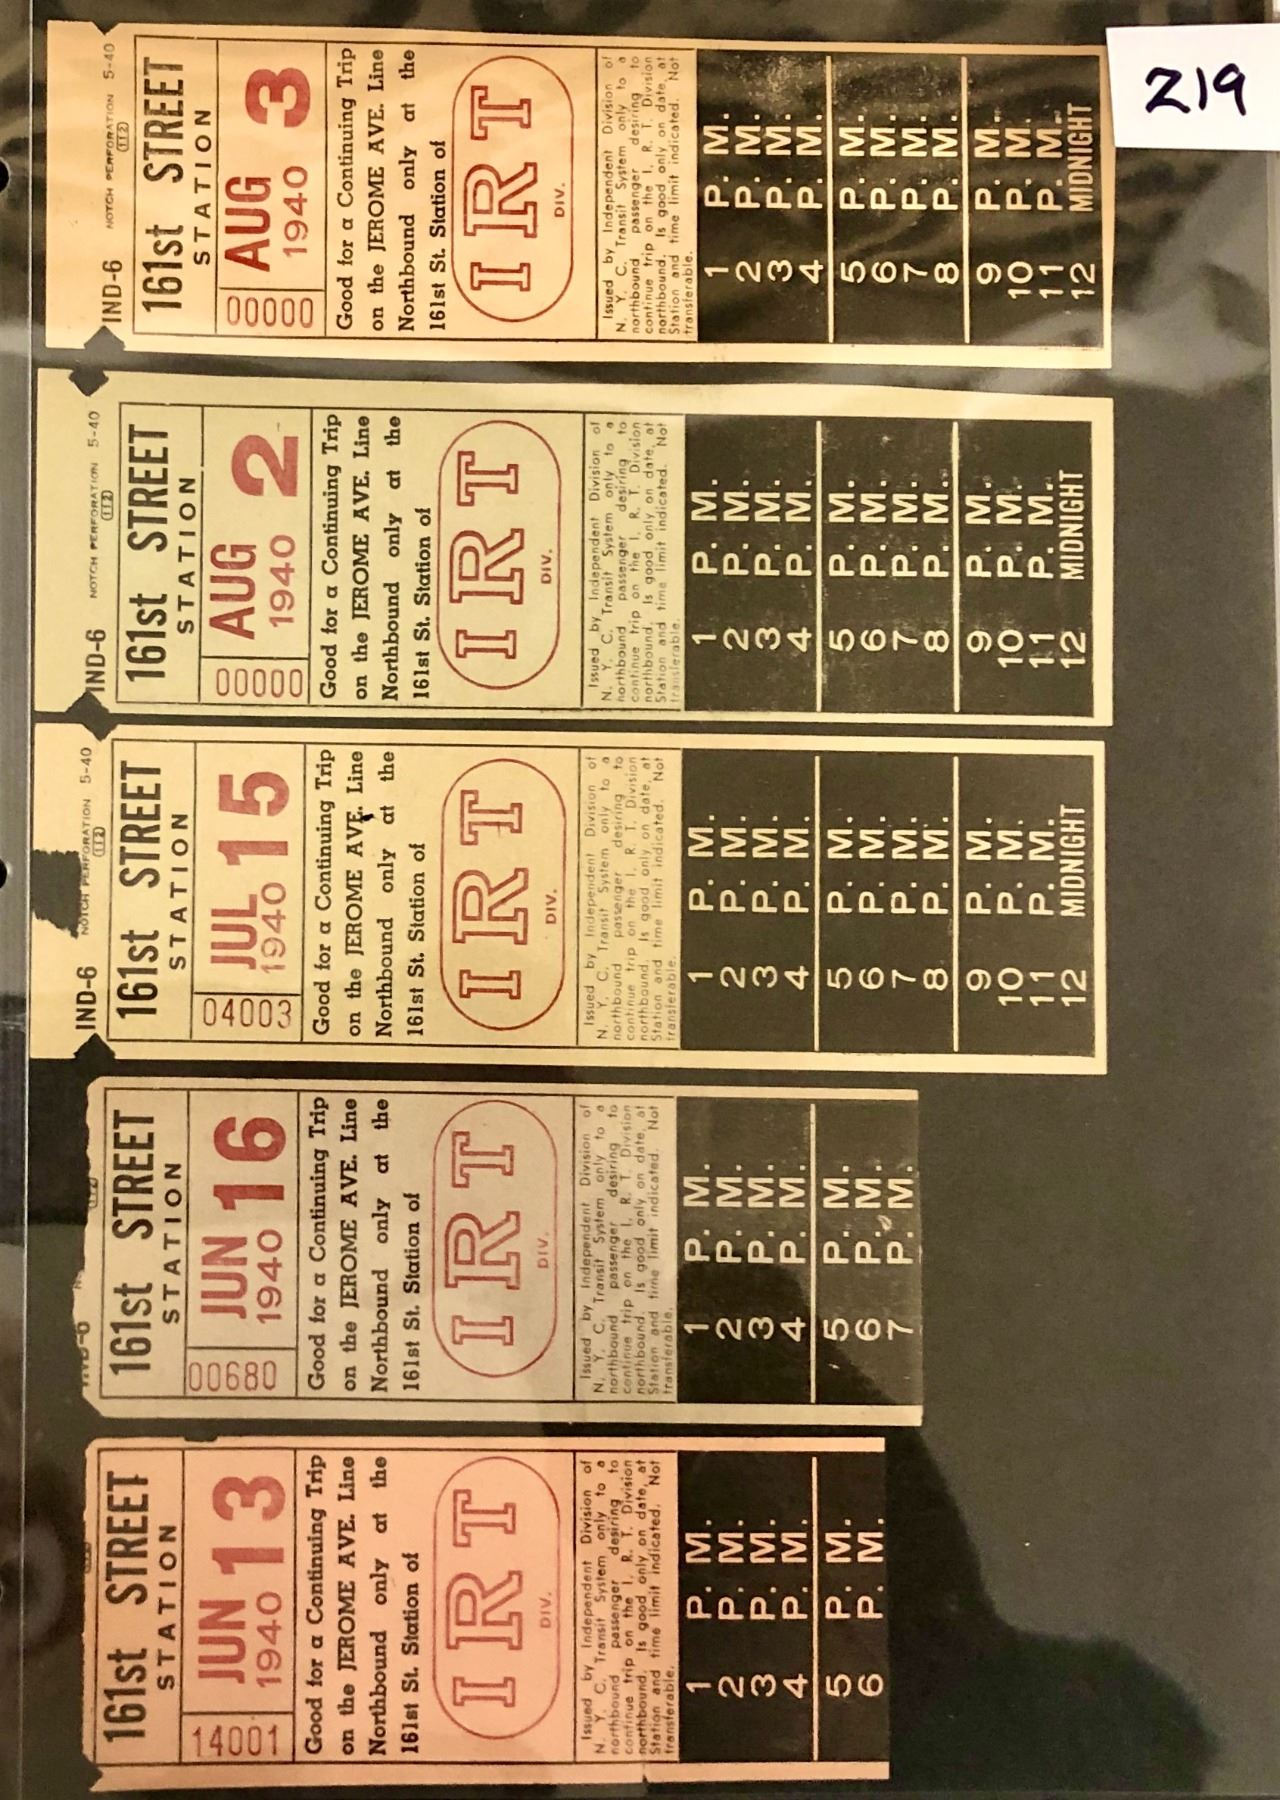 219
IND-6 NOTCH PERFORATION 5-40
112
161st STREET
STATION
00000 AUG 3
1940
Good for a Continuing Trip
on the JEROME AVE. Line
Northbound only at the
161st St. Station of
IRT
DIV.
Issued by Independent Division of
N. Y. C. Transit System only to a
northbound passenger desiring to
continue trip on the I. R. T. Division
northbound. Is good only on date, at
Station and time limit indicated. Not
transferable.
1 P. M.
2 P. M.
3 P. M.
4 P. M.
5 P. M.
6 P. M.
7 P. M.
8 P. M.
9 P. M.
10 P. M.
11 P. M.
12 MIDNIGHT
IND-6 NOTCH PERFORATION 5-40
112
161st STREET
STATION
00000 AUG 2
1940
Good for a Continuing Trip
on the JEROME AVE. Line
Northbound only at the
161st St. Station of
IRT
DIV.
Issued by Independent Division of
N. Y. C. Transit System only to a
northbound passenger desiring to
continue trip on the I. R. T. Division
northbound. Is good only on date, at
Station and time limit indicated. Not
transferable.
1 P. M.
2 P. M.
3 P. M.
4 P. M.
5 P. M.
6 P. M.
7 P. M.
8 P. M.
9 P. M.
10 P. M.
11 P. M.
12 MIDNIGHT
IND-6 NOTCH PERFORATION 5-40
112
161st STREET
STATION
04003 JUL 15
1940
Good for a Continuing Trip
on the JEROME AVE. Line
Northbound only at the
161st St. Station of
IRT
DIV.
Issued by Independent Division of
N. Y. C. Transit System only to a
northbound passenger desiring to
continue trip on the I. R. T. Division
northbound. Is good only on date, at
Station and time limit indicated. Not
transferable.
1 P. M.
2 P. M.
3 P. M.
4 P. M.
5 P. M.
6 P. M.
7 P. M.
8 P. M.
9 P. M.
10 P. M.
11 P. M.
12 MIDNIGHT
161st STREET
STATION
00680 JUN 16
1940
Good for a Continuing Trip
on the JEROME AVE. Line
Northbound only at the
161st St. Station of
IRT
DIV.
Issued by Independent Division of
N. Y. C. Transit System only to a
northbound passenger desiring to
continue trip on the I. R. T. Division
northbound. Is good only on date, at
Station and time limit indicated. Not
transferable.
1 P. M.
2 P. M.
3 P. M.
4 P. M.
5 P. M.
6 P. M.
7 P. M.
161st STREET
STATION
14001 JUN 13
1940
Good for a Continuing Trip
on the JEROME AVE. Line
Northbound only at the
161st St. Station of
IRT
DIV.
Issued by Independent Division of
N. Y. C. Transit System only to a
northbound passenger desiring to
continue trip on the I. R. T. Division
northbound. Is good only on date, at
Station and time limit indicated. Not
transferable.
1 P. M.
2 P. M.
3 P. M.
4 P. M.
5 P. M.
6 P. M.